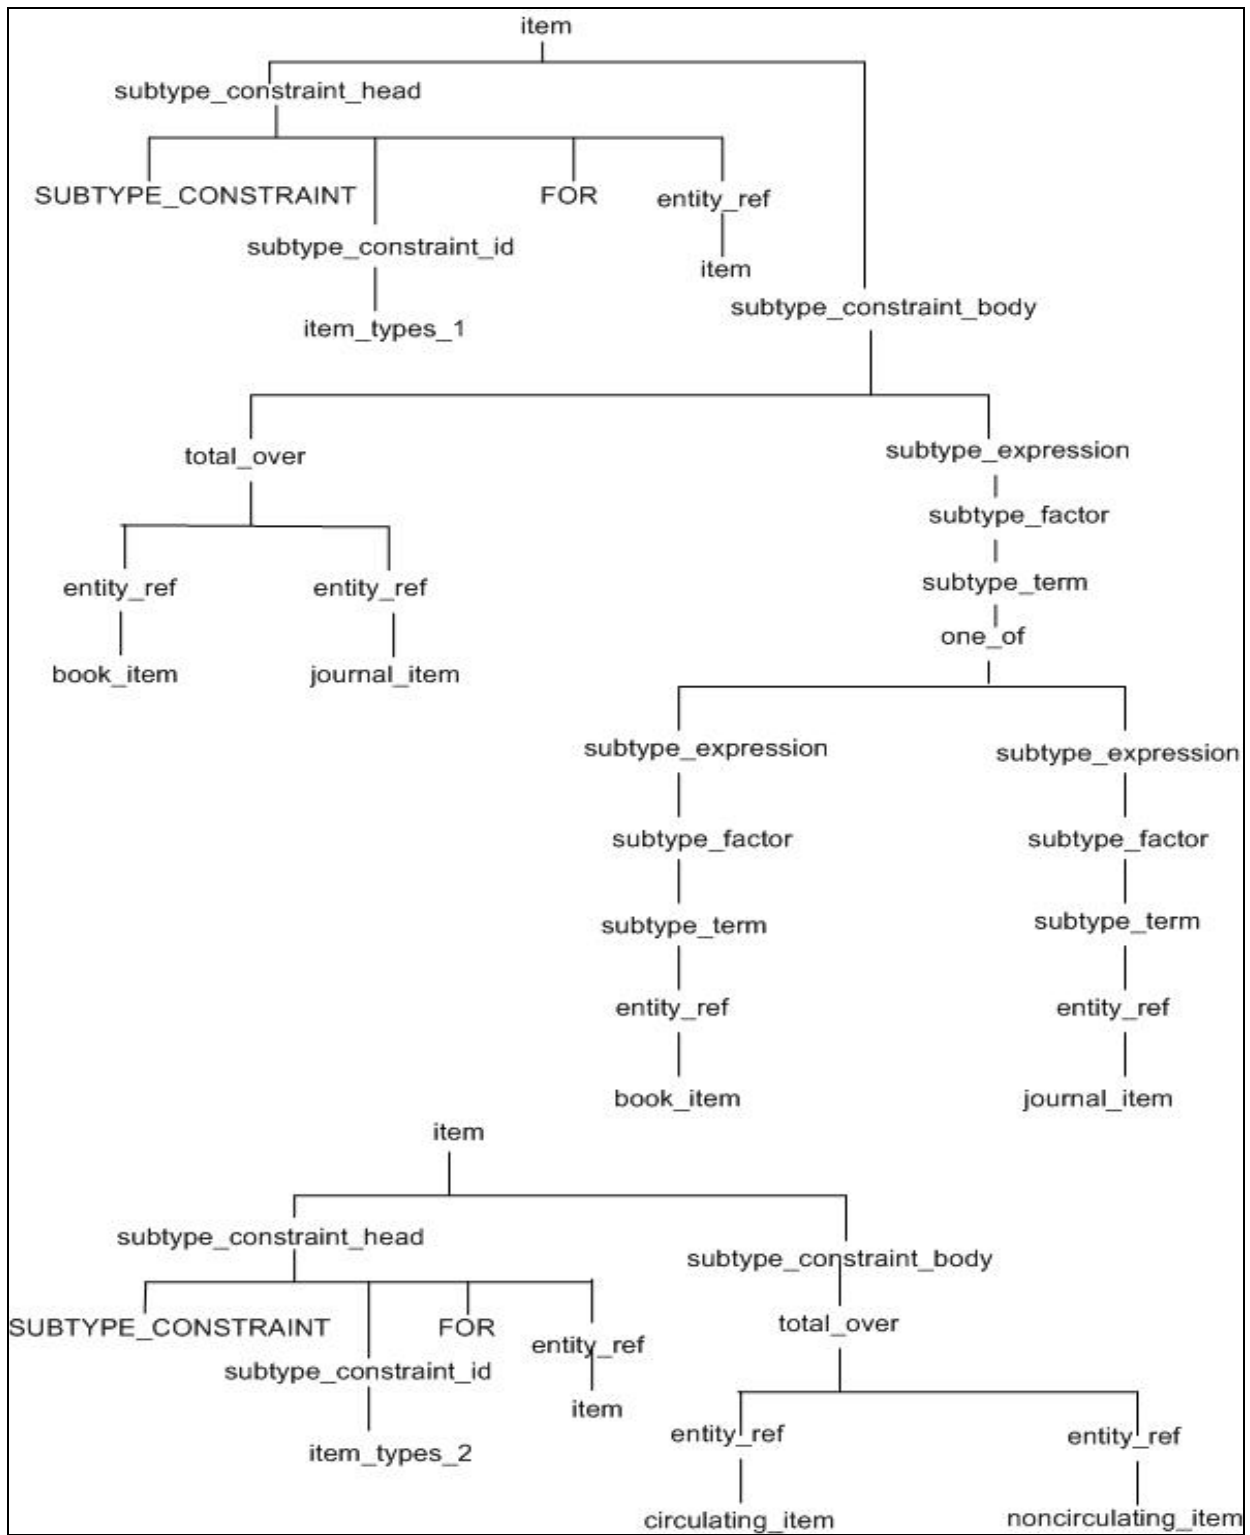 item
subtype_constraint_head
SUBTYPE_CONSTRAINT FOR entity_ref
subtype_constraint_id
item
subtype_constraint_body
item_types_1
total_over subtype_expression
subtype_factor
entity_ref entity_ref subtype_term
one_of
book_item journal_item
subtype_expression subtype_expression
subtype_factor subtype_factor
subtype_term subtype_term
entity_ref entity_ref
book_item journal_item
item
subtype_constraint_head
subtype_constraint_body
SUBTYPE_CONSTRAINT FOR total_over
entity_ref
subtype_constraint_id
item
entity_ref entity_ref
item_types_2
circulating_item noncirculating_item